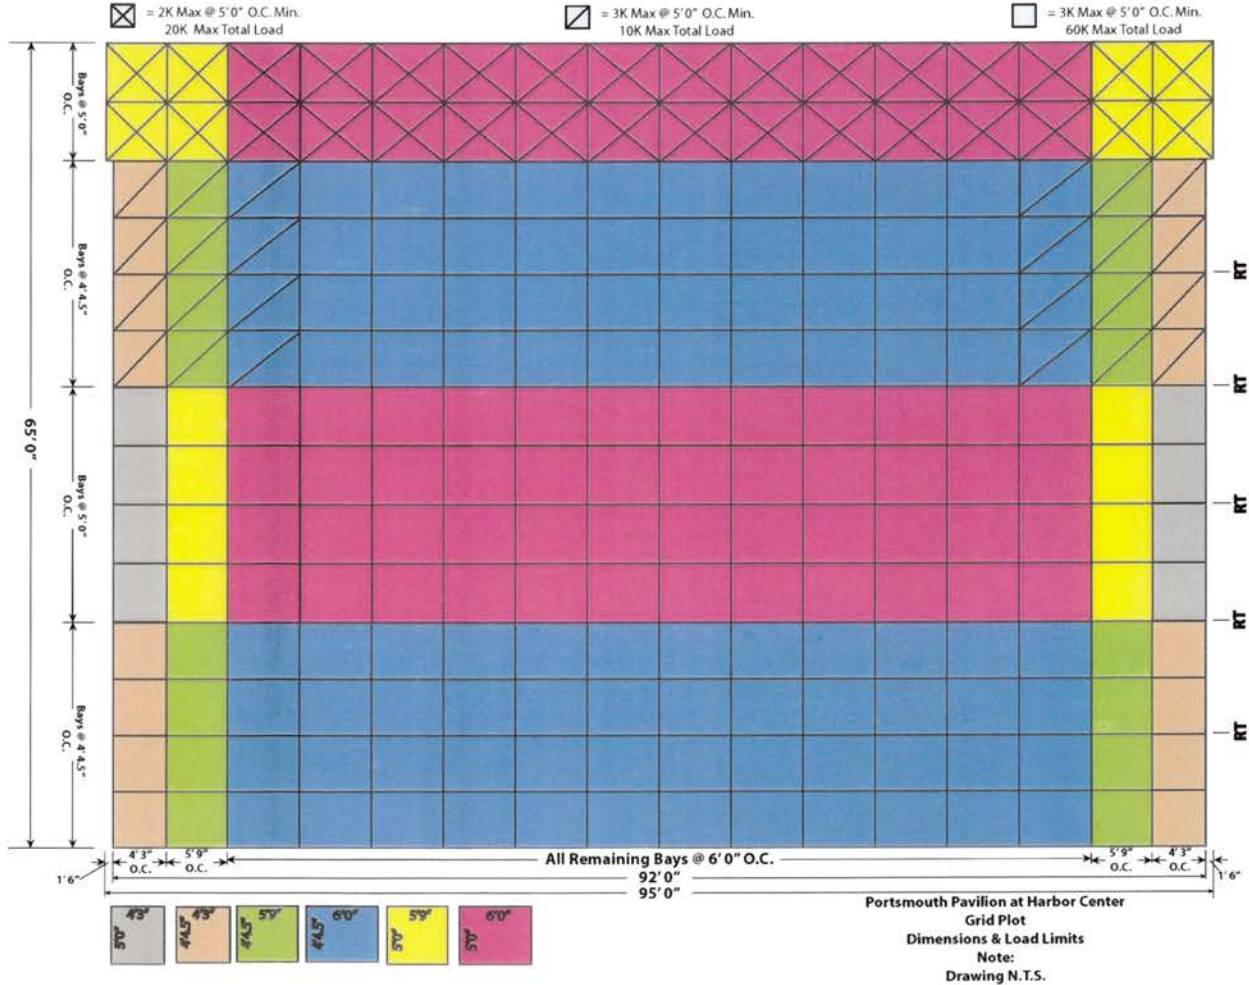 = 2K Max @ 5'0" O.C. Min.
20K Max Total Load
= 3K Max @ 5'0" O.C. Min.
10K Max Total Load
= 3K Max @ 5'0" O.C. Min.
60K Max Total Load
Bays @ 5'0"
O.C.
Bays @ 4'4.5"
O.C.
RT
RT
65'0"
Bays @ 5'0"
O.C.
RT
RT
Bays @ 4'4.5"
O.C.
RT
1'6"
4'3"
O.C.
5'9"
O.C.
All Remaining Bays @ 6'0" O.C.
5'9"
O.C.
4'3"
O.C.
1'6"
92'0"
95'0"
4'3"
5'0"
4'3"
4'4.5"
5'9"
4'4.5"
6'0"
4'4.5"
5'9"
5'0"
6'0"
5'0"
Portsmouth Pavilion at Harbor Center
Grid Plot
Dimensions & Load Limits
Note:
Drawing N.T.S.